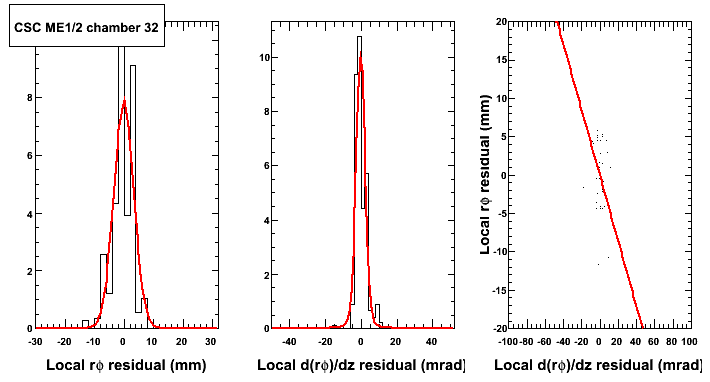 CSC ME1/2 chamber 32
8
6
4
2
0
-30 -20 -10 0 10 20 30
Local rϕ residual (mm)
10
8
6
4
2
0
-40 -20 0 20 40
Local d(rϕ)/dz residual (mrad)
Local rϕ residual (mm)
20
15
10
5
0
-5
-10
-15
-20
-100 -80 -60 -40 -20 0 20 40 60 80 100
Local d(rϕ)/dz residual (mrad)